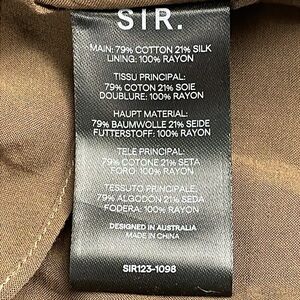 SIR.
MAIN: 79% COTTON 21% SILK
LINING: 100% RAYON
TISSU PRINCIPAL:
79% COTON 21% SOIE
DOUBLURE: 100% RAYON
HAUPT MATERIAL:
79% BAUMWOLLE 21% SEIDE
FUTTERSTOFF: 100% RAYON
TELE PRINCIPAL:
79% COTONE 21% SETA
FORO: 100% RAYON
TESSUTO PRINCIPALE:
79% ALGODON 21% SEDA
FODERA: 100% RAYON
DESIGNED IN AUSTRALIA
MADE IN CHINA
SIR123-1098